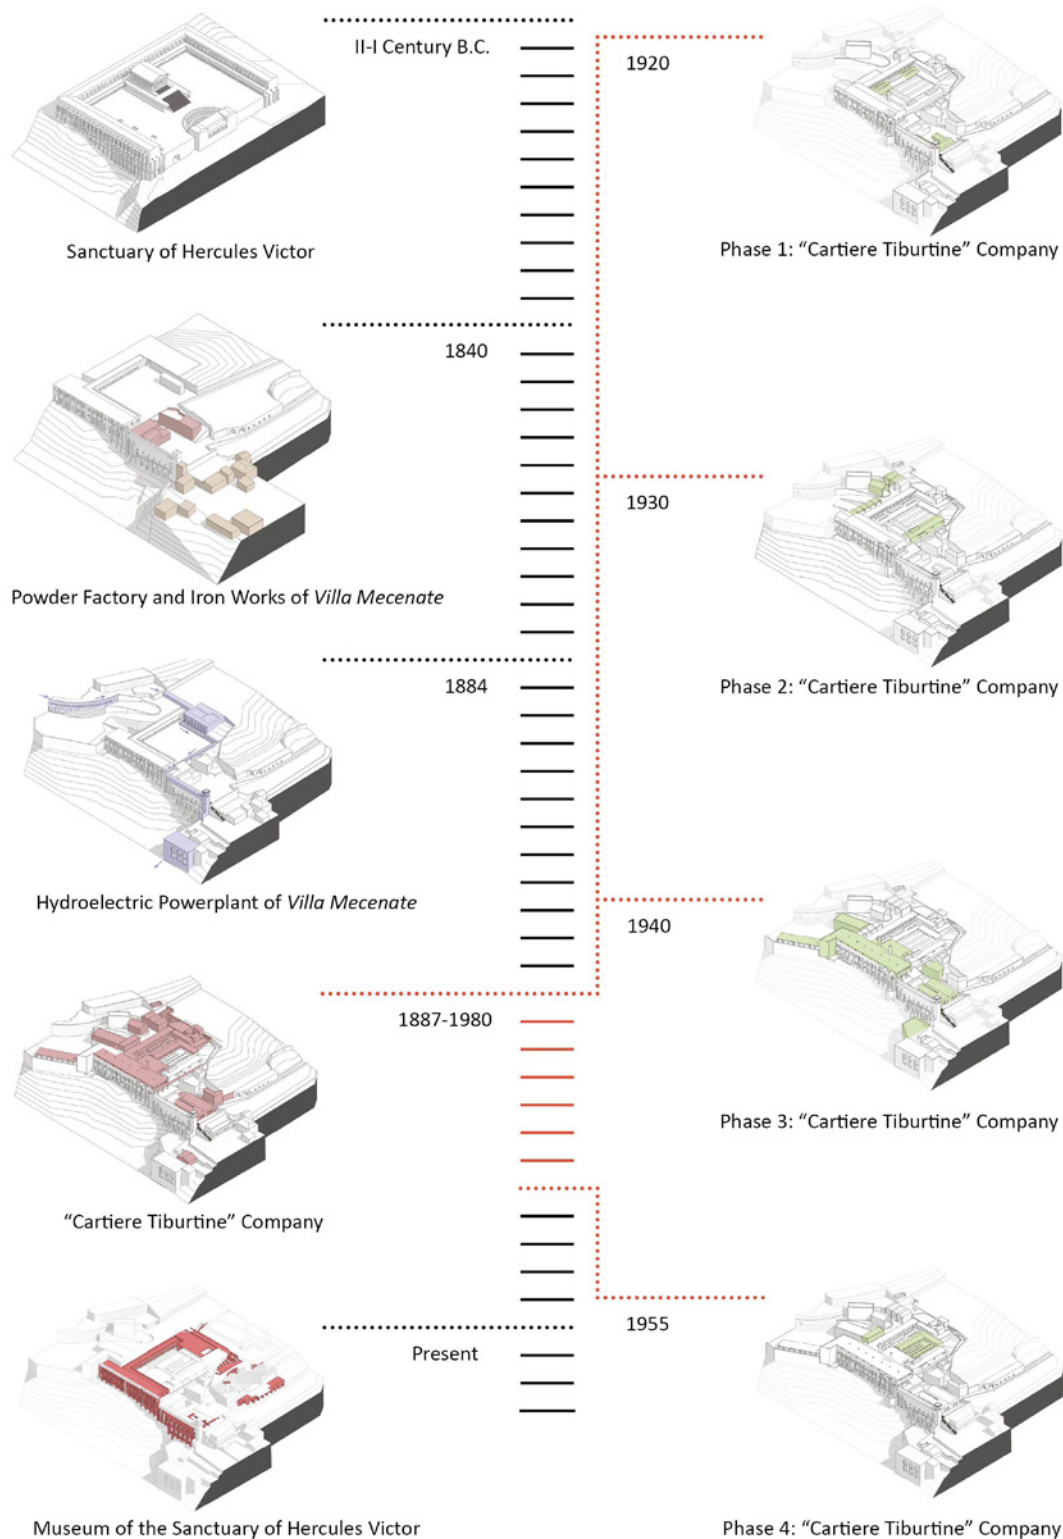 II-I Century B.C.
1920
Sanctuary of Hercules Victor
Phase 1: “Cartiere Tiburtine” Company
1840
1930
Powder Factory and Iron Works of Villa Mecenate
Phase 2: “Cartiere Tiburtine” Company
1884
Hydroelectric Powerplant of Villa Mecenate
1940
1887-1980
Phase 3: “Cartiere Tiburtine” Company
“Cartiere Tiburtine” Company
1955
Present
Museum of the Sanctuary of Hercules Victor
Phase 4: “Cartiere Tiburtine” Company